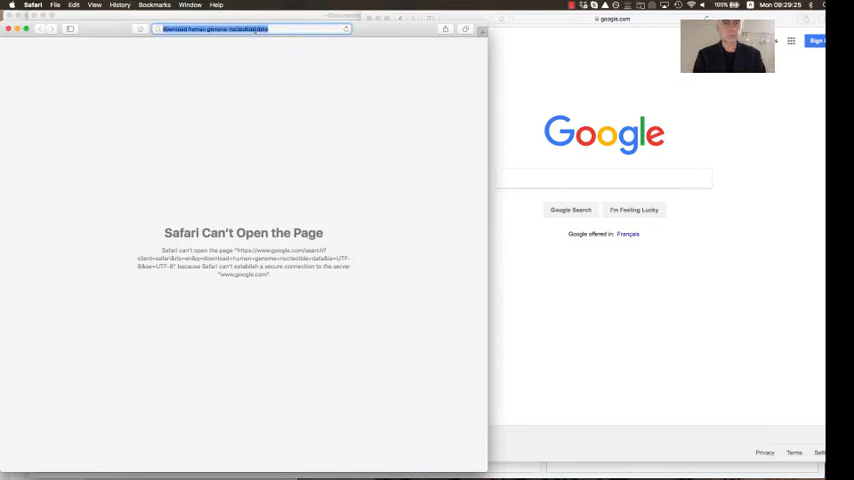 Safari File Edit View History Bookmarks Window Help
100% Mon 09:29:25
~/Documents
google.com
download human genome nucleotide data
Google
Google Search I'm Feeling Lucky
Google offered in: Français
Safari Can't Open the Page
Safari can't open the page "https://www.google.com/search?
client=safari&rls=en&q=download+human+genome+nucleotide+data&ie=UTF-
8&oe=UTF-8" because Safari can't establish a secure connection to the server
"www.google.com".
Privacy Terms